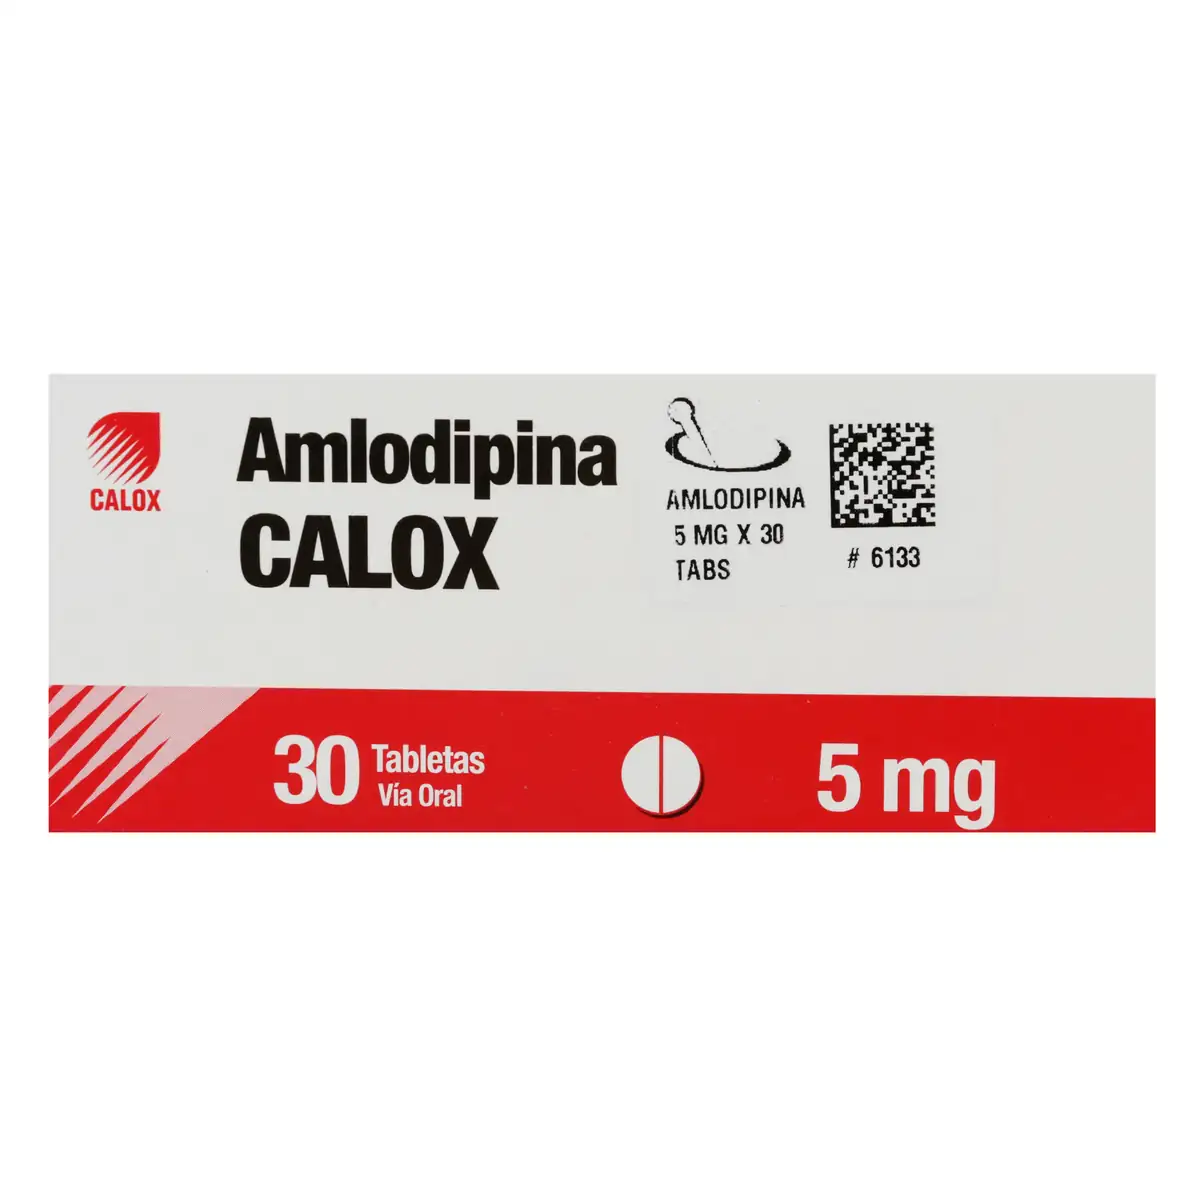 CALOX
Amlodipina
CALOX
AMLODIPINA
5 MG X 30
TABS
# 6133
30 Tabletas
Vía Oral
5 mg